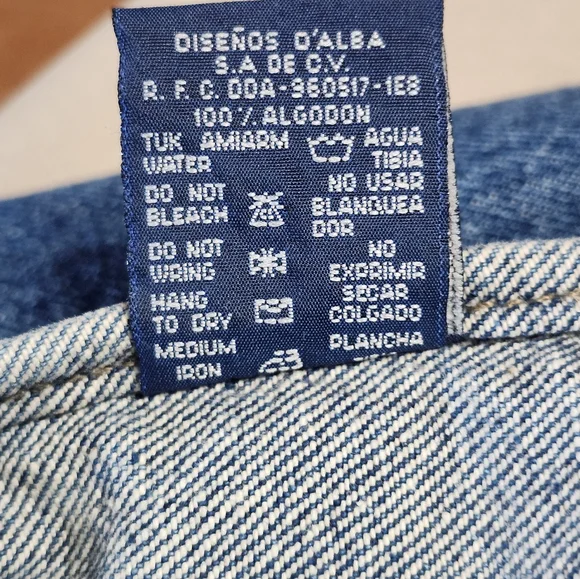 DISEÑOS D'ALBA
S.A DE C.V.
R. F. C. DDA-960517-1E8
100% ALGODON
TUK AMIARM WATER
AGUA TIBIA
DO NOT BLEACH
NO USAR BLANQUEA DOR
DO NOT WRING
NO EXPRIMIR
HANG TO DRY
SECAR COLGADO
MEDIUM IRON
PLANCHA